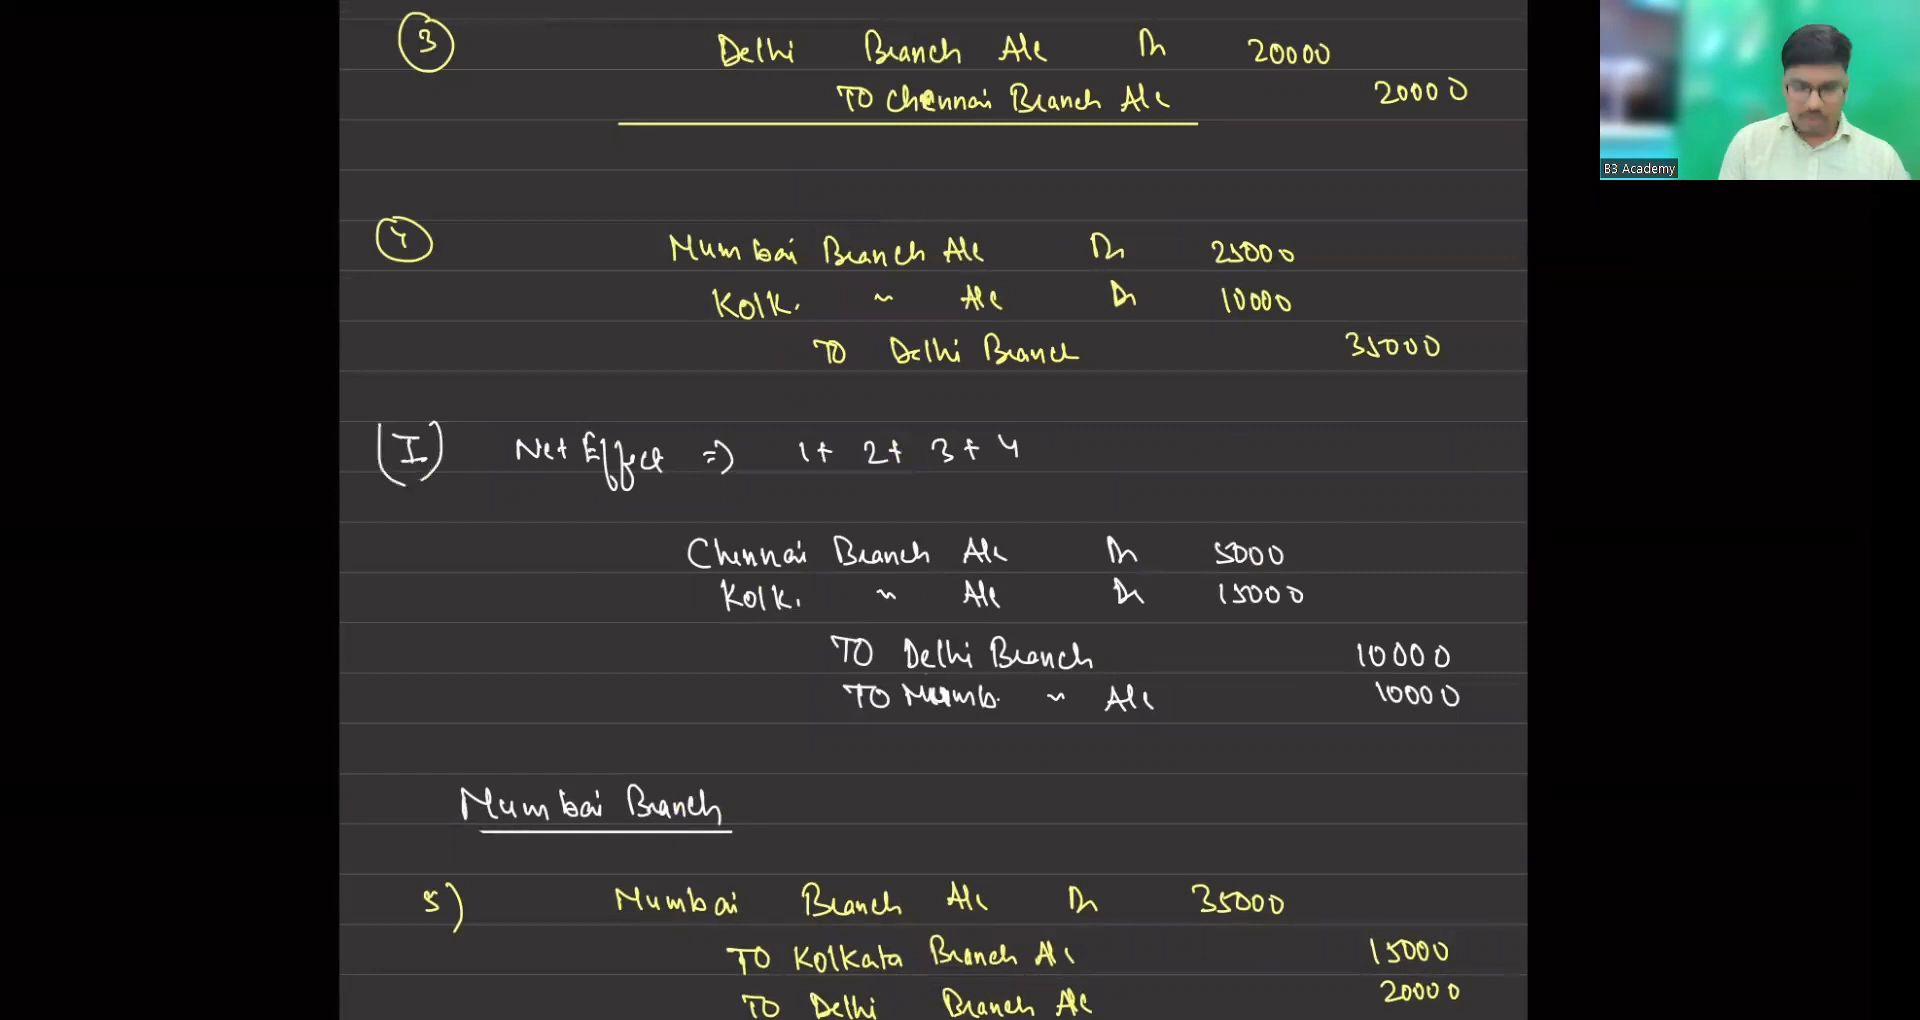 3
Delhi Branch A/c Dr 20000
To Chennai Branch A/c 20000
B3 Academy
4
Mumbai Branch A/c Dr 25000
Kolk. " A/c Dr 10000
To Delhi Branch 35000
(I) Net Effect => 1+ 2+ 3+ 4
Chennai Branch A/c Dr 5000
Kolk. " A/c Dr 15000
To Delhi Branch 10000
To Mumb. " A/c 10000
Mumbai Branch
5) Mumbai Branch A/c Dr 35000
To Kolkata Branch A/c 15000
To Delhi Branch A/c 20000